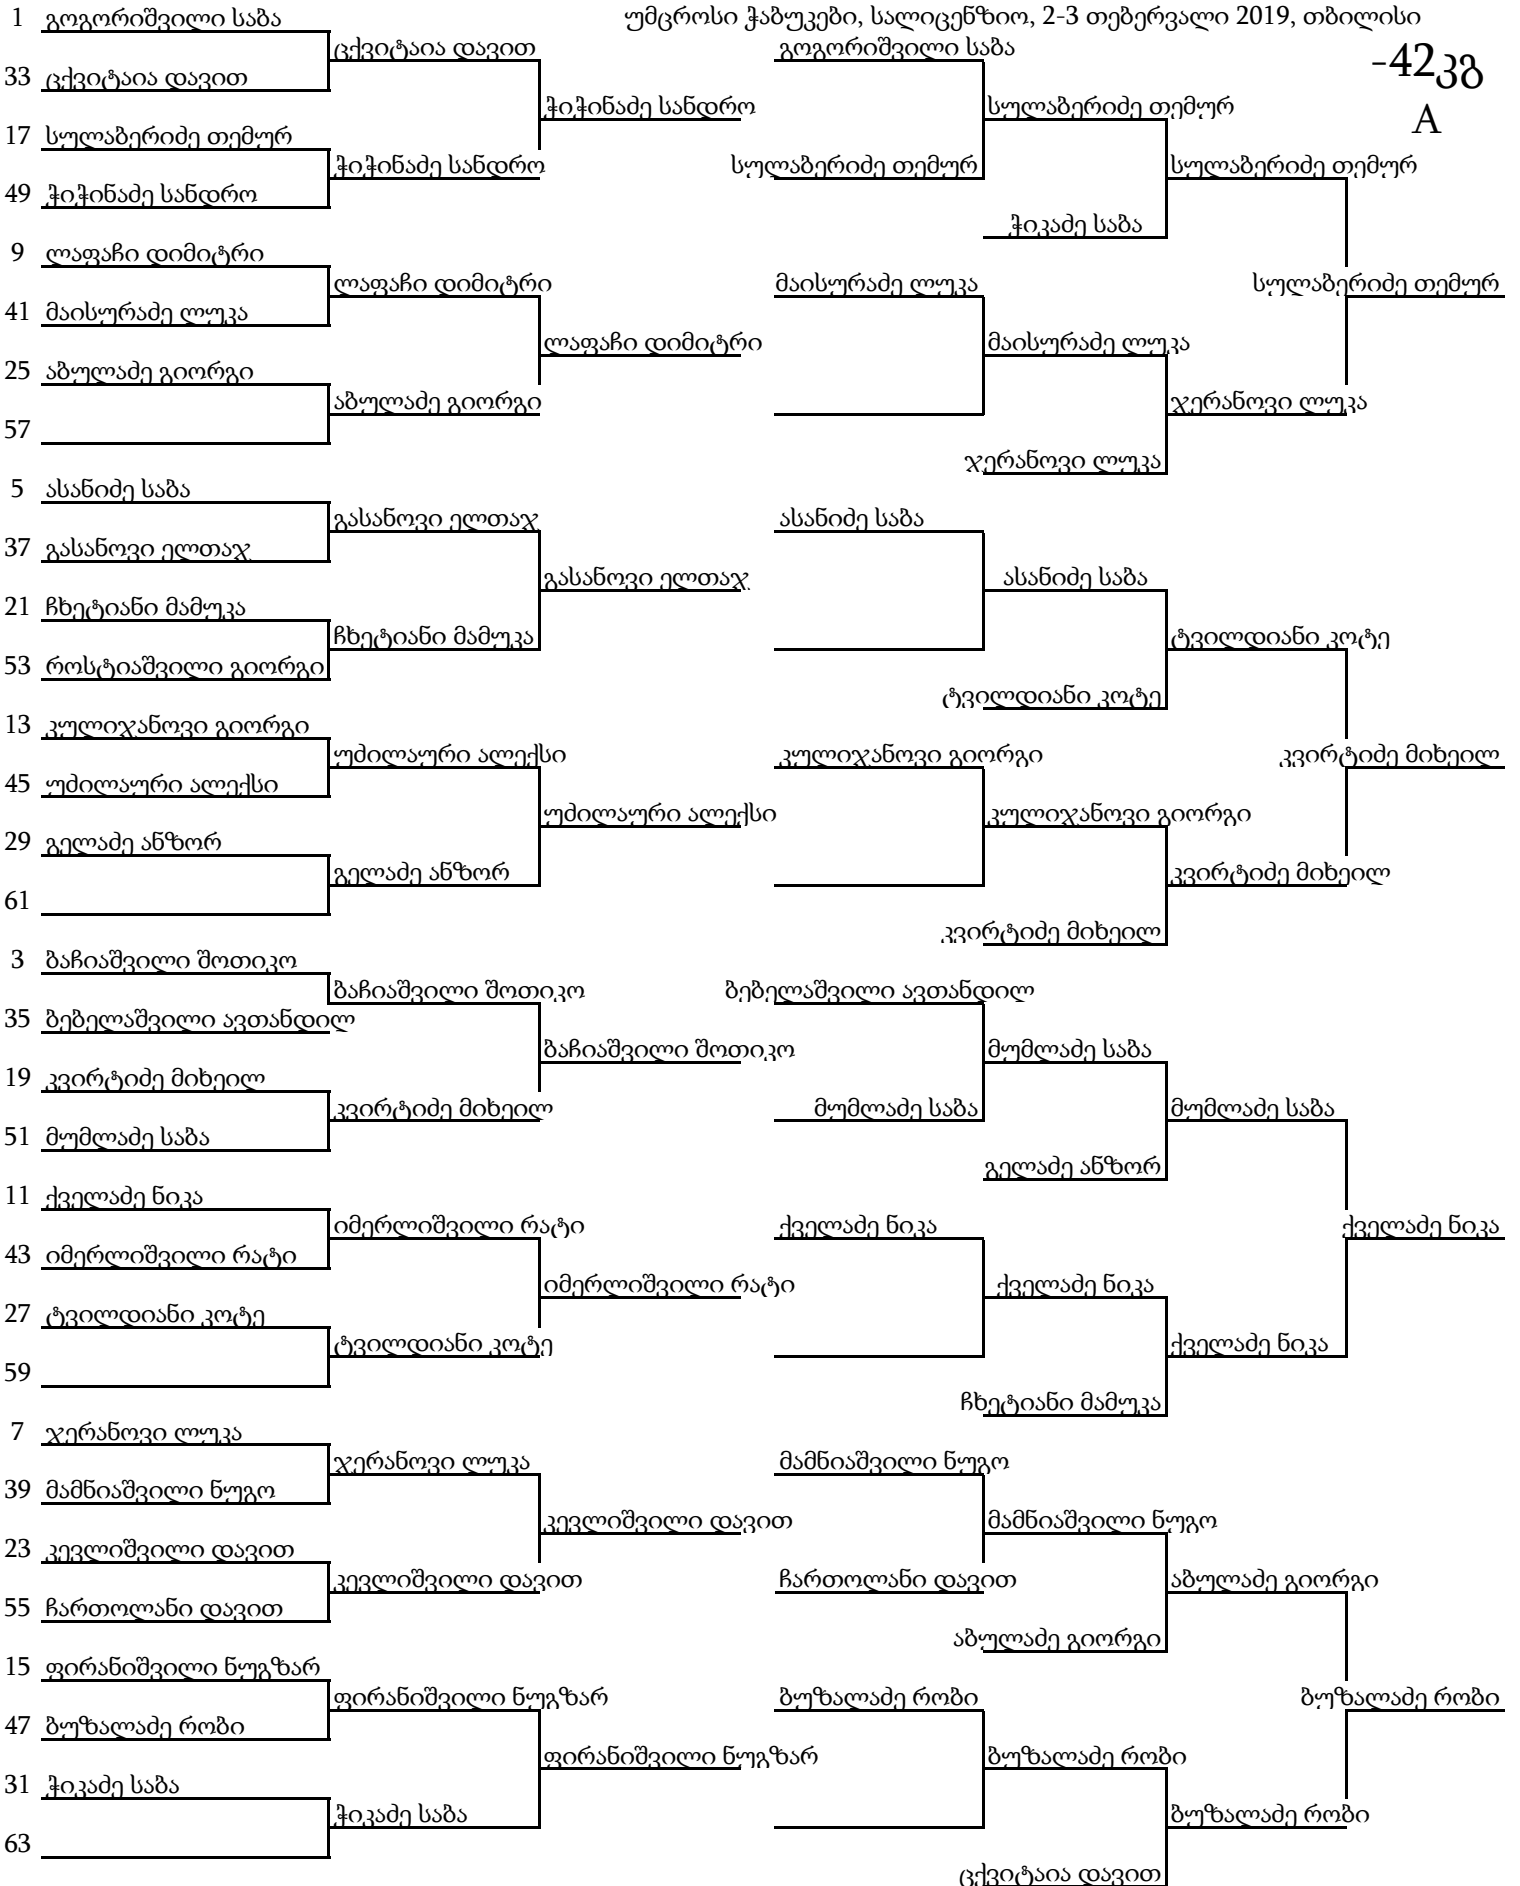 1 გოგორიშვილი საბა უმცროსი ჭაბუკები, სალიცენზიო, 2-3 თებერვალი 2019, თბილისი
ცქვიტაია დავით გოგორიშვილი საბა -42კგ
33 ცქვიტაია დავით
ჭიჭინაძე სანდრო სულაბერიძე თემურ A
17 სულაბერიძე თემურ
ჭიჭინაძე სანდრო სულაბერიძე თემურ სულაბერიძე თემურ
49 ჭიჭინაძე სანდრო
ჭიკაძე საბა
9 ლაფაჩი დიმიტრი
ლაფაჩი დიმიტრი მაისურაძე ლუკა სულაბერიძე თემურ
41 მაისურაძე ლუკა
ლაფაჩი დიმიტრი მაისურაძე ლუკა
25 აბულაძე გიორგი
აბულაძე გიორგი ჯერანოვი ლუკა
57
ჯერანოვი ლუკა
5 ასანიძე საბა
გასანოვი ელთაჯ ასანიძე საბა
37 გასანოვი ელთაჯ
გასანოვი ელთაჯ ასანიძე საბა
21 ჩხეტიანი მამუკა
ჩხეტიანი მამუკა ტვილდიანი კოტე
53 როსტიაშვილი გიორგი
ტვილდიანი კოტე
13 კულიჯანოვი გიორგი
უძილაური ალექსი კულიჯანოვი გიორგი კვირტიძე მიხეილ
45 უძილაური ალექსი
უძილაური ალექსი კულიჯანოვი გიორგი
29 გელაძე ანზორ
გელაძე ანზორ კვირტიძე მიხეილ
61
კვირტიძე მიხეილ
3 ბაჩიაშვილი შოთიკო
ბაჩიაშვილი შოთიკო ბებელაშვილი ავთანდილ
35 ბებელაშვილი ავთანდილ
ბაჩიაშვილი შოთიკო მუმლაძე საბა
19 კვირტიძე მიხეილ
კვირტიძე მიხეილ მუმლაძე საბა მუმლაძე საბა
51 მუმლაძე საბა
გელაძე ანზორ
11 ქველაძე ნიკა
იმერლიშვილი რატი ქველაძე ნიკა ქველაძე ნიკა
43 იმერლიშვილი რატი
იმერლიშვილი რატი ქველაძე ნიკა
27 ტვილდიანი კოტე
ტვილდიანი კოტე ქველაძე ნიკა
59
ჩხეტიანი მამუკა
7 ჯერანოვი ლუკა
ჯერანოვი ლუკა მამნიაშვილი ნუგო
39 მამნიაშვილი ნუგო
კევლიშვილი დავით მამნიაშვილი ნუგო
23 კევლიშვილი დავით
კევლიშვილი დავით ჩართოლანი დავით აბულაძე გიორგი
55 ჩართოლანი დავით
აბულაძე გიორგი
15 ფირანიშვილი ნუგზარ
ფირანიშვილი ნუგზარ ბუზალაძე რობი ბუზალაძე რობი
47 ბუზალაძე რობი
ფირანიშვილი ნუგზარ ბუზალაძე რობი
31 ჭიკაძე საბა
ჭიკაძე საბა ბუზალაძე რობი
63
ცქვიტაია დავით